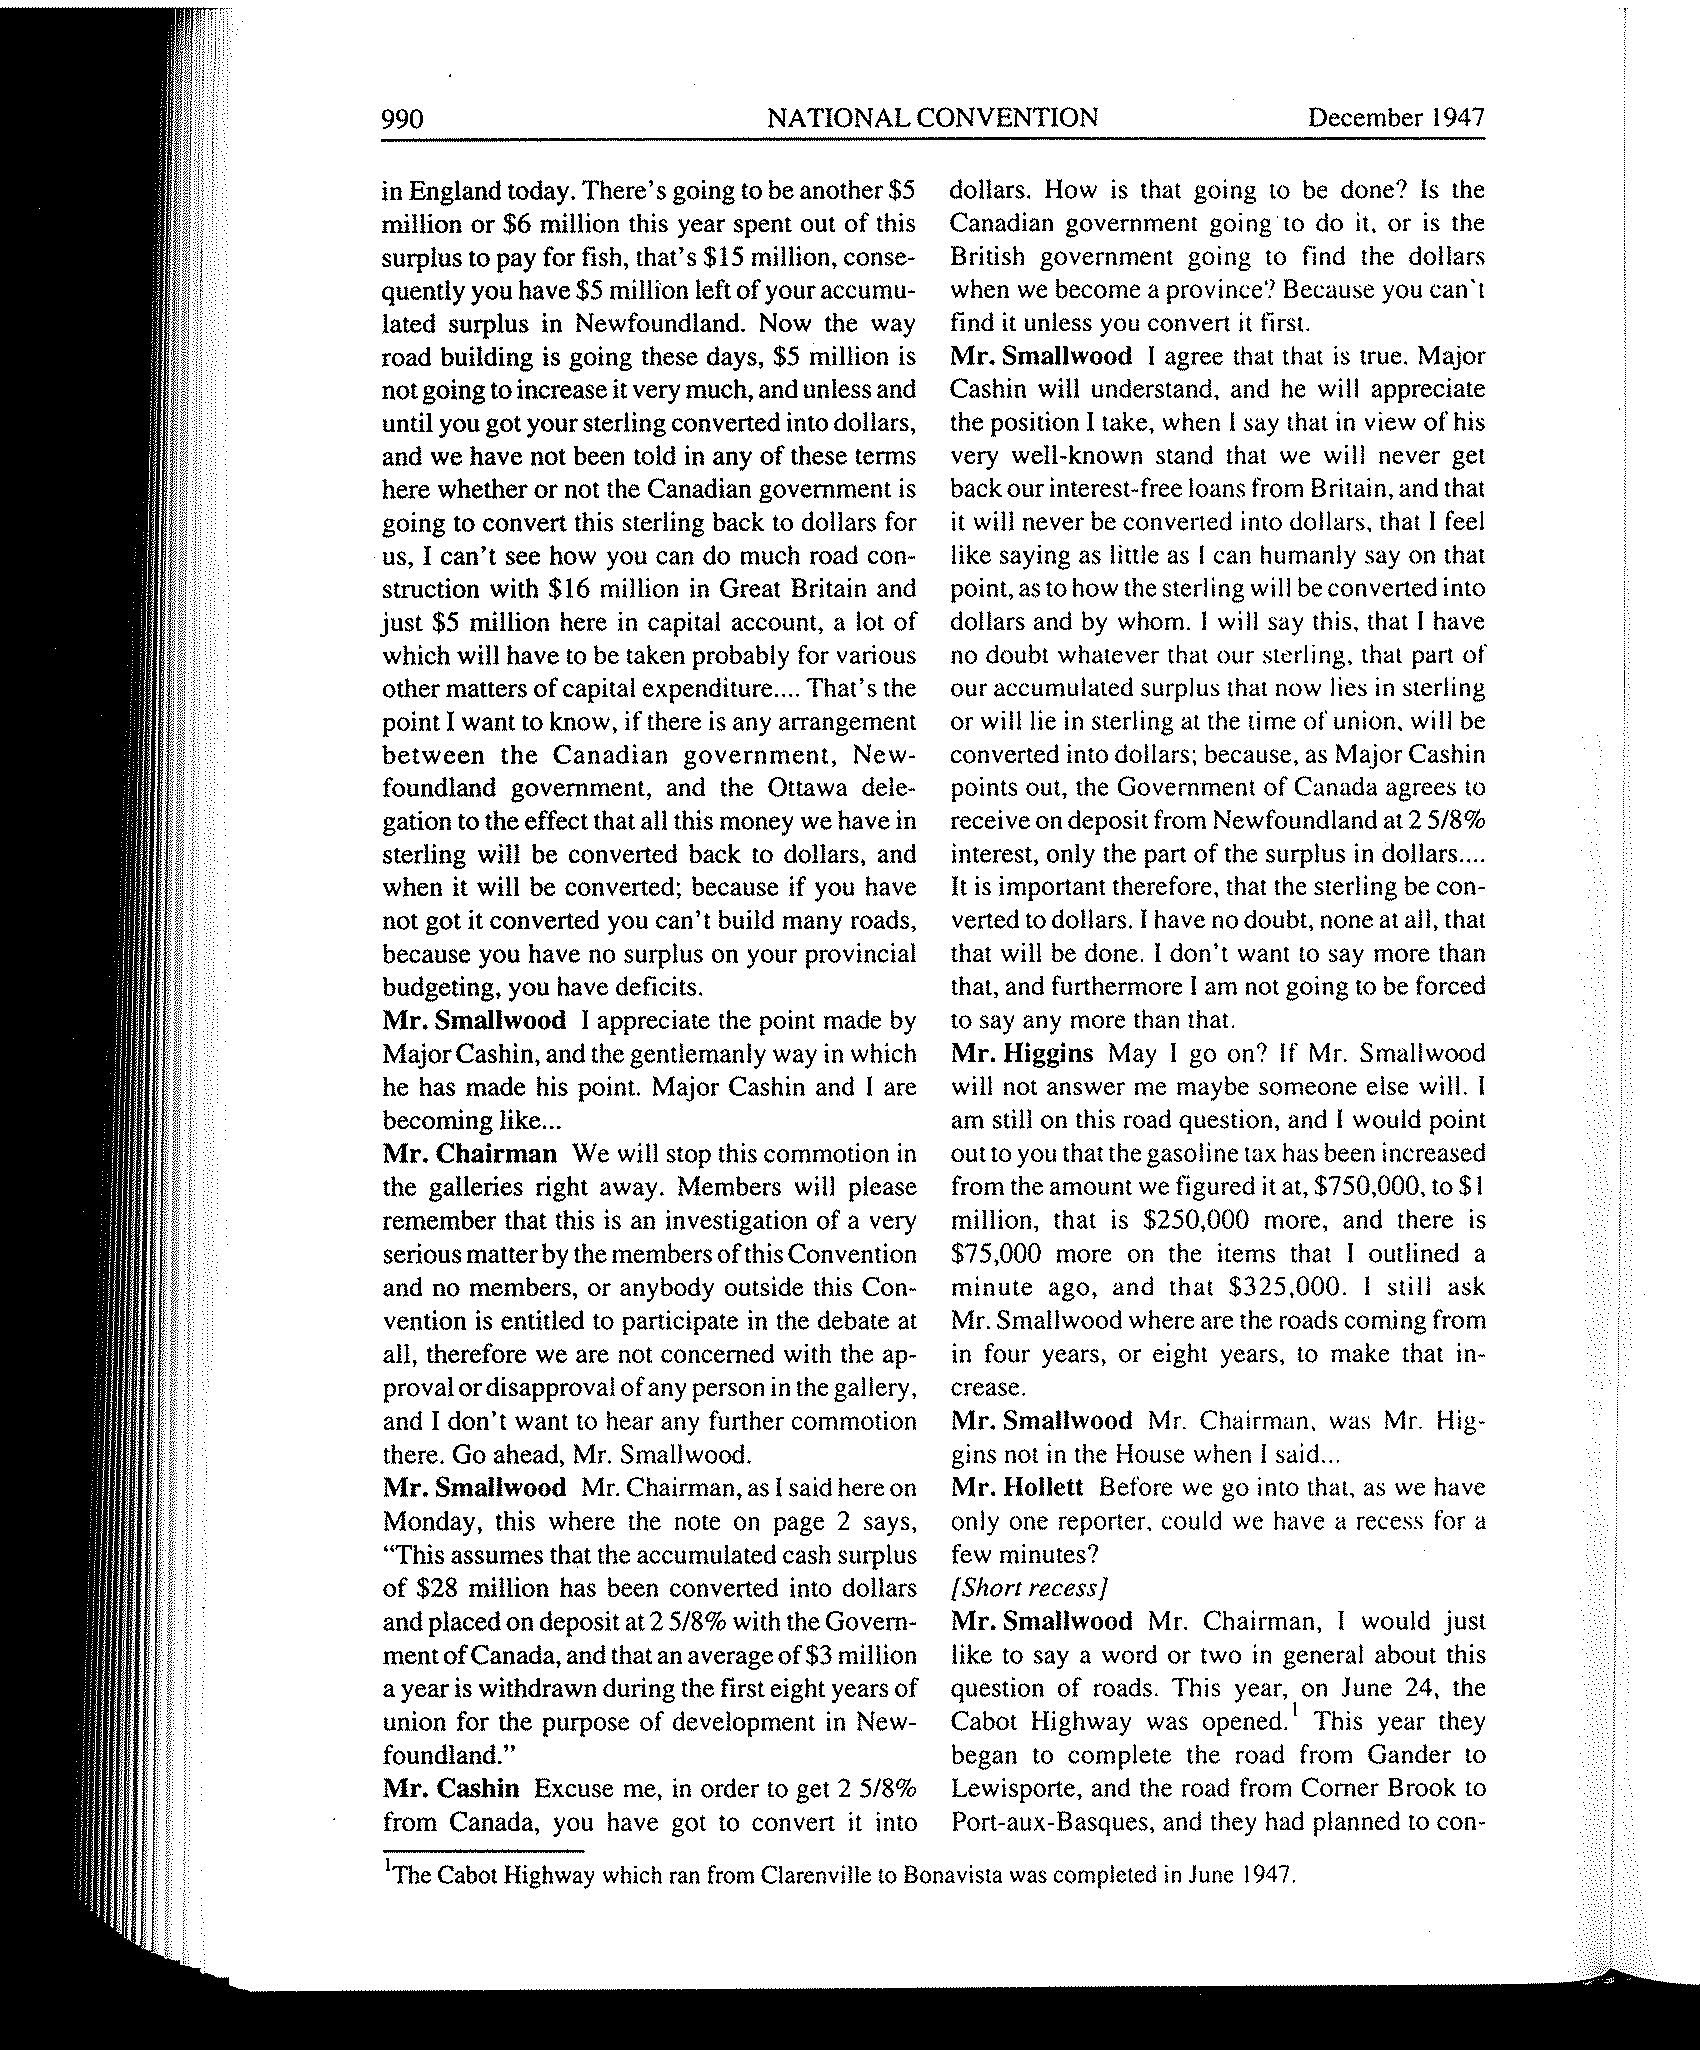 990 NATIONAL CONVENTION December 1947
in England today. There's going to be another $5
million or $6 million this year spent out of this
surplus to pay for fish, that's $15 million, conse-
quently you have $5 million left of your accumu-
lated surplus in Newfoundland. Now the way
road building is going these days, $5 million is
not going to increase it very much, and unless and
until you got your sterling converted into dollars,
and we have not been told in any of these terms
here whether or not the Canadian government is
going to convert this sterling back to dollars for
us, I can't see how you can do much road con-
struction with $16 million in Great Britain and
just $5 million here in capital account, a lot of
which will have to be taken probably for various
other matters of capital expenditure.... That's the
point I want to know, if there is any arrangement
between the Canadian government, New-
foundland government, and the Ottawa dele-
gation to the effect that all this money we have in
sterling will be converted back to dollars, and
when it will be converted; because if you have
not got it converted you can't build many roads,
because you have no surplus on your provincial
budgeting, you have deficits.
Mr. Smallwood I appreciate the point made by
Major Cashin, and the gentlemanly way in which
he has made his point. Major Cashin and I are
becoming like...
Mr. Chairman We will stop this commotion in
the galleries right away. Members will please
remember that this is an investigation of a very
serious matter by the members of this Convention
and no members, or anybody outside this Con-
vention is entitled to participate in the debate at
all, therefore we are not concerned with the ap-
proval or disapproval of any person in the gallery,
and I don't want to hear any further commotion
there. Go ahead, Mr. Smallwood.
Mr. Smallwood Mr. Chairman, as I said here on
Monday, this where the note on page 2 says,
"This assumes that the accumulated cash surplus
of $28 million has been converted into dollars
and placed on deposit at 2 5/8% with the Govern-
ment of Canada, and that an average of $3 million
a year is withdrawn during the first eight years of
union for the purpose of development in New-
foundland."
Mr. Cashin Excuse me, in order to get 2 5/8%
from Canada, you have got to convert it into
dollars. How is that going to be done? Is the
Canadian government going to do it, or is the
British government going to find the dollars
when we become a province? Because you can't
find it unless you convert it first.
Mr. Smallwood I agree that that is true. Major
Cashin will understand, and he will appreciate
the position I take, when I say that in view of his
very well-known stand that we will never get
back our interest-free loans from Britain, and that
it will never be converted into dollars, that I feel
like saying as little as I can humanly say on that
point, as to how the sterling will be converted into
dollars and by whom. I will say this, that I have
no doubt whatever that our sterling, that part of
our accumulated surplus that now lies in sterling
or will lie in sterling at the time of union, will be
converted into dollars; because, as Major Cashin
points out, the Government of Canada agrees to
receive on deposit from Newfoundland at 2 5/8%
interest, only the part of the surplus in dollars....
It is important therefore, that the sterling be con-
verted to dollars. I have no doubt, none at all, that
that will be done. I don't want to say more than
that, and furthermore I am not going to be forced
to say any more than that.
Mr. Higgins May I go on? If Mr. Smallwood
will not answer me maybe someone else will. I
am still on this road question, and I would point
out to you that the gasoline tax has been increased
from the amount we figured it at, $750,000, to $1
million, that is $250,000 more, and there is
$75,000 more on the items that I outlined a
minute ago, and that $325,000. I still ask
Mr. Smallwood where are the roads coming from
in four years, or eight years, to make that in-
crease.
Mr. Smallwood Mr. Chairman, was Mr. Hig-
gins not in the House when I said...
Mr. Hollett Before we go into that, as we have
only one reporter, could we have a recess for a
few minutes?
[Short recess]
Mr. Smallwood Mr. Chairman, I would just
like to say a word or two in general about this
question of roads. This year, on June 24, the
Cabot Highway was opened.1 This year they
began to complete the road from Gander to
Lewisporte, and the road from Corner Brook to
Port-aux-Basques, and they had planned to con-
1The Cabot Highway which ran from Clarenville to Bonavista was completed in June 1947.